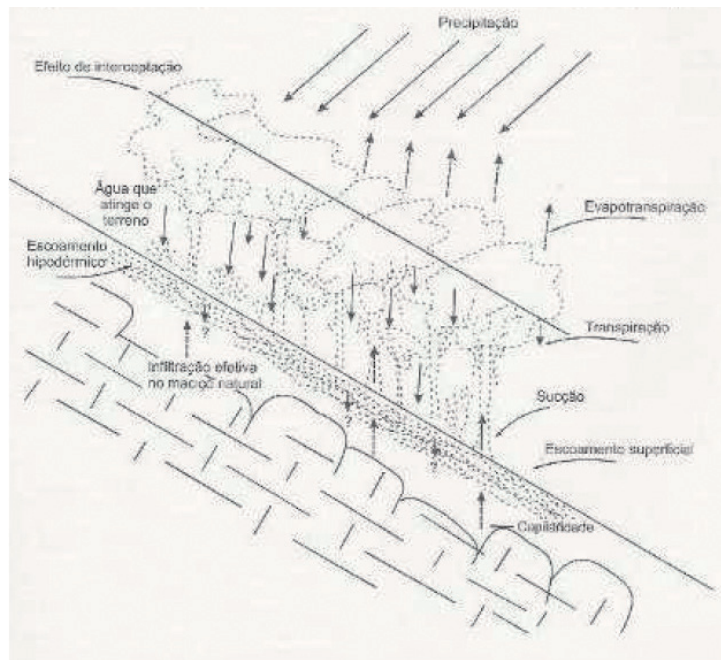 Precipitação
Efeito de interceptação
Água que
atinge o
terreno
Evapotranspiração
Escoamento
hipodérmico
Transpiração
Infiltração efetiva
no maciço natural
Sucção
Escoamento superficial
Capilaridade